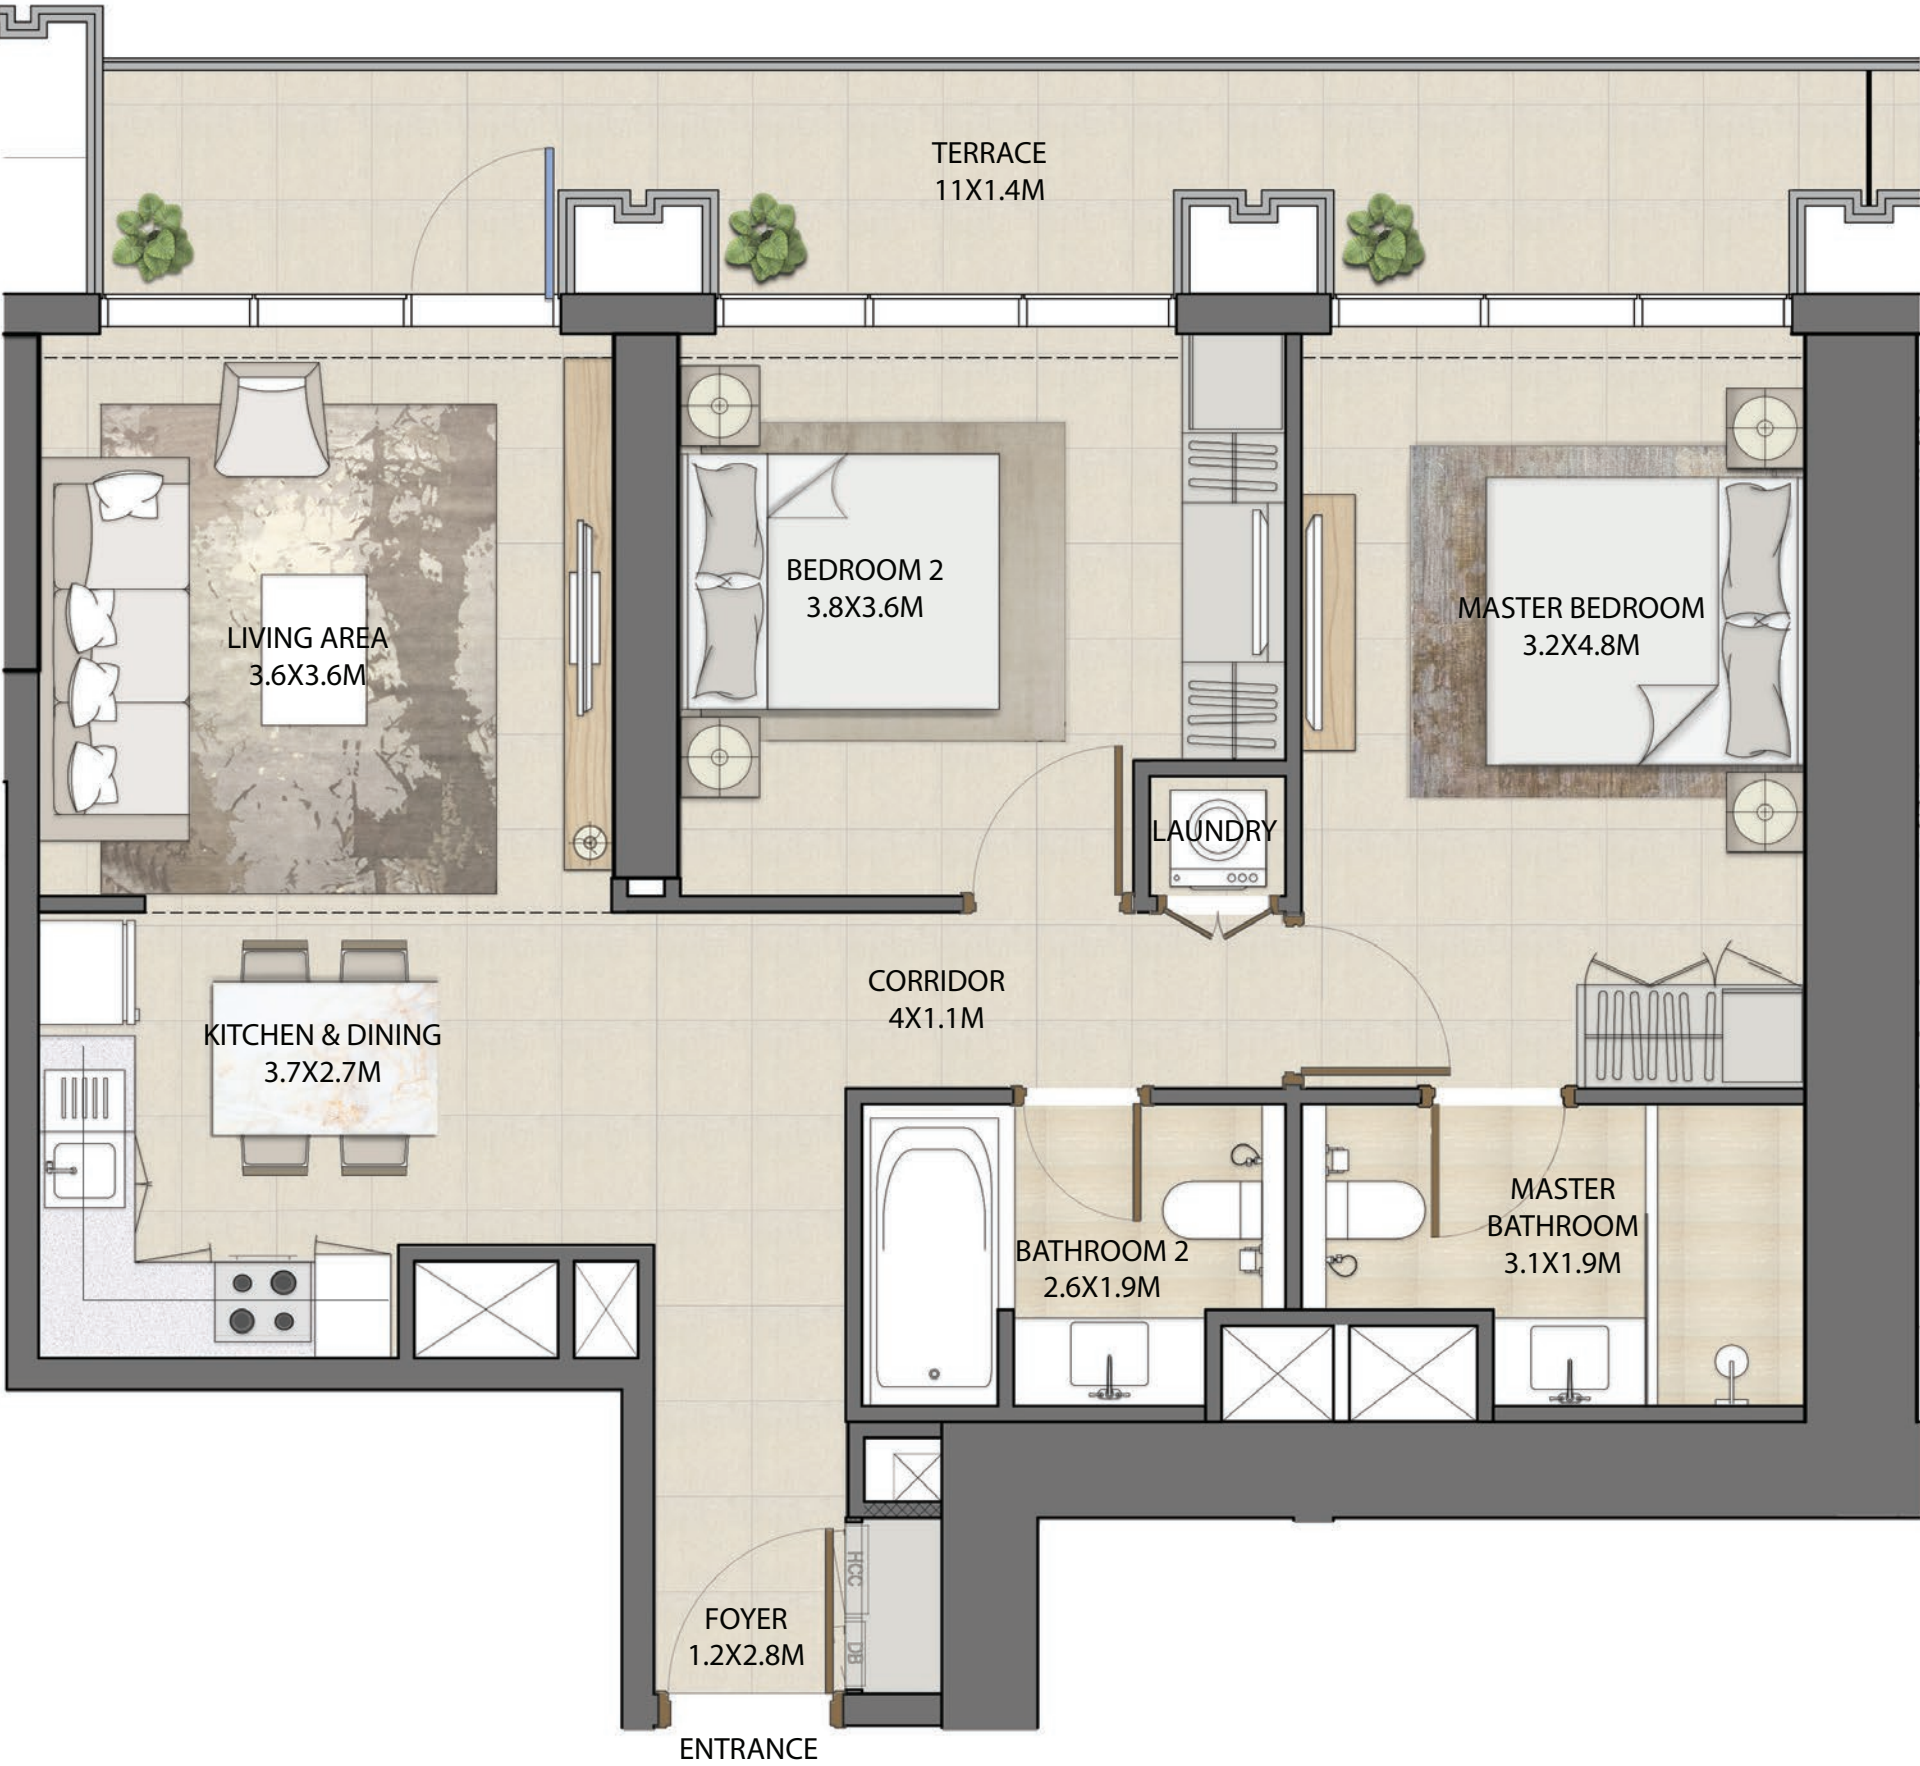 TERRACE
11X1.4M
BEDROOM 2
3.8X3.6M
MASTER BEDROOM
3.2X4.8M
LIVING AREA
3.6X3.6M
LAUNDRY
CORRIDOR
4X1.1M
KITCHEN & DINING
3.7X2.7M
MASTER
BATHROOM
3.1X1.9M
BATHROOM 2
2.6X1.9M
HCC
DB
FOYER
1.2X2.8M
ENTRANCE